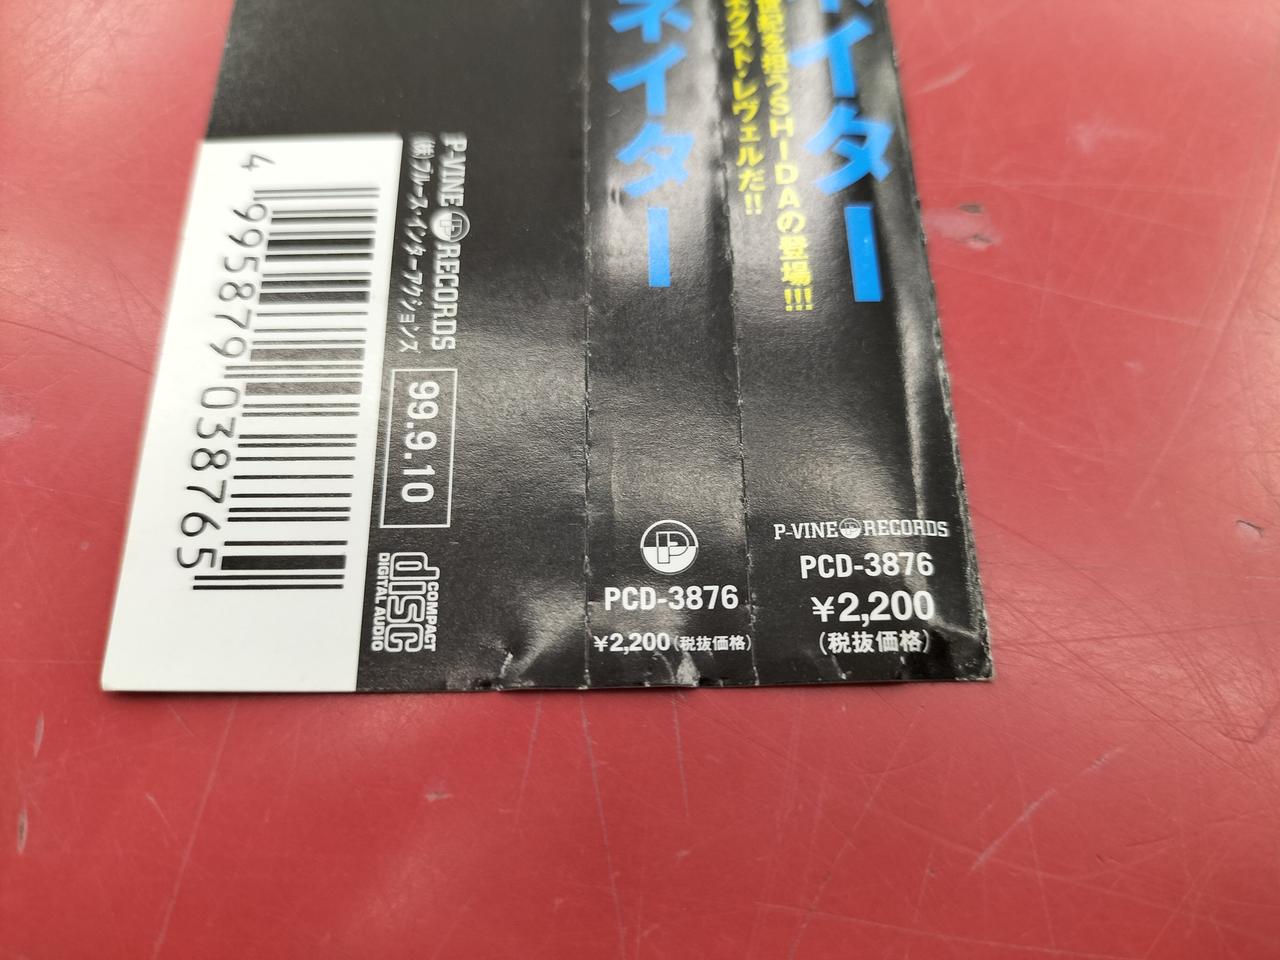 ネイター
世紀を担うSHIDAの登場!!!
ネクスト・レヴェルだ!!
P-VINE RECORDS
PCD-3876
¥2,200
(税抜価格)
ネイター
P
PCD-3876
¥2,200(税抜価格)
P-VINE P RECORDS
(株)ブルース・インターアクションズ
99.9.10
COMPACT
disc
DIGITAL AUDIO
4 995879 038765